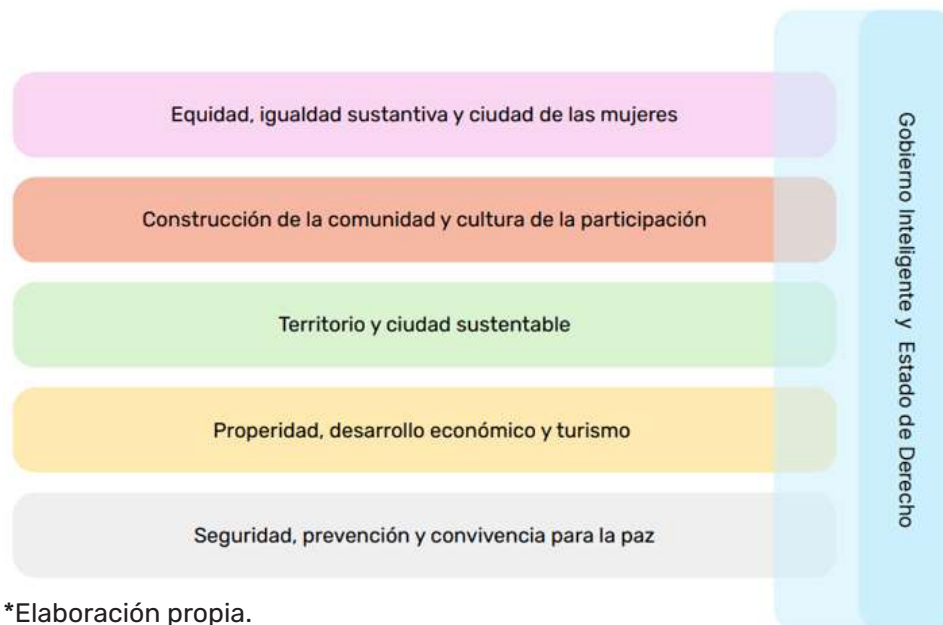 Equidad, igualdad sustantiva y ciudad de las mujeres
Construcción de la comunidad y cultura de la participación
Territorio y ciudad sustentable
Properidad, desarrollo económico y turismo
Seguridad, prevención y convivencia para la paz
Gobierno Inteligente y Estado de Derecho
*Elaboración propia.